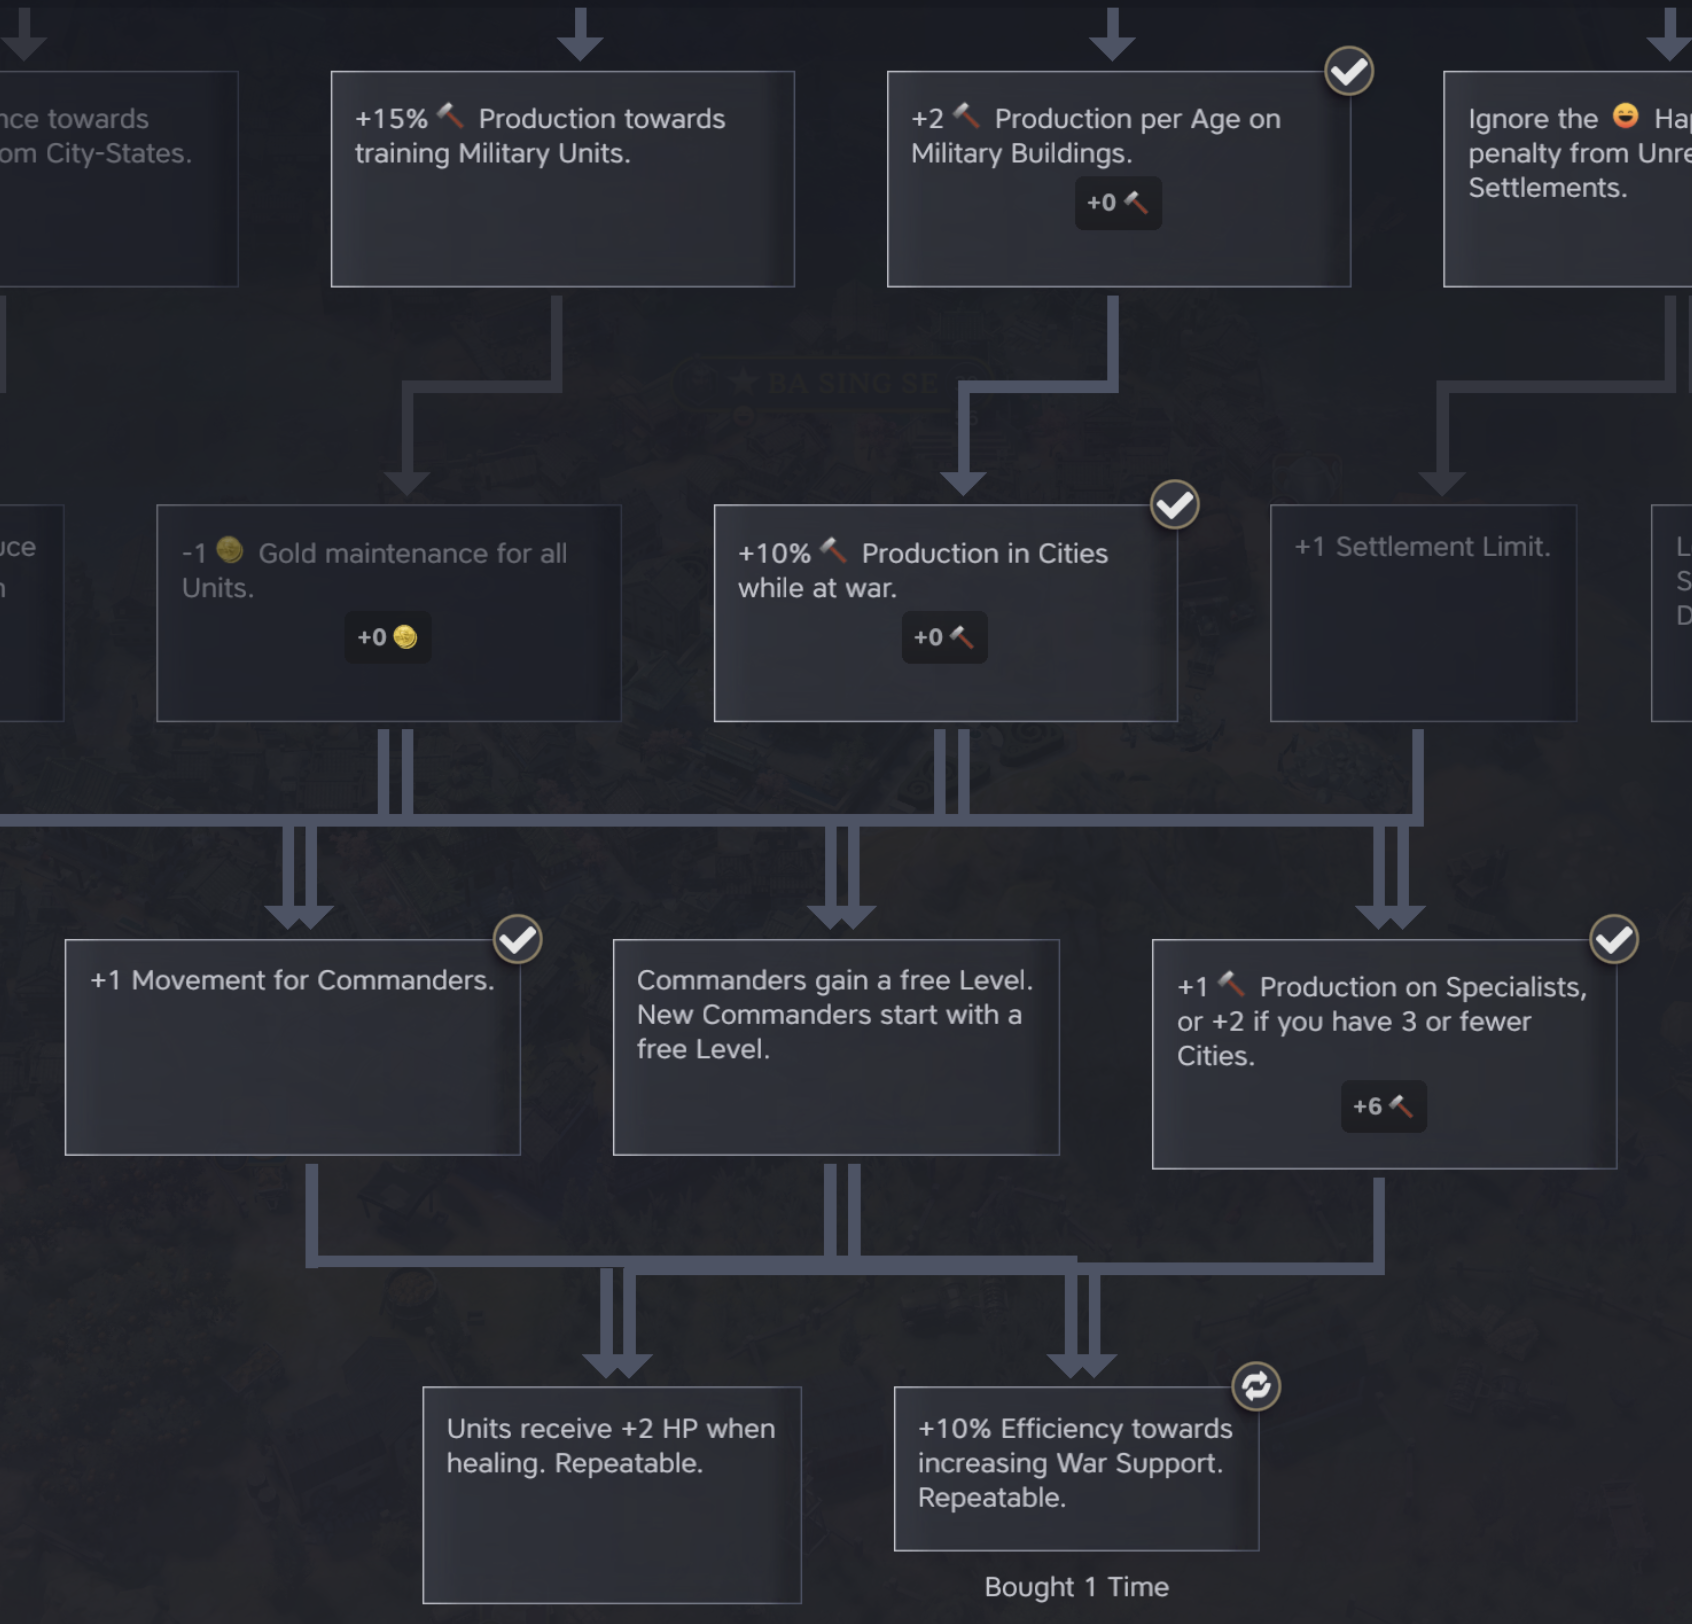 nce towards
om City-States.
+15% Production towards
training Military Units.
+2 Production per Age on
Military Buildings.
+0
Ignore the Hap
penalty from Unre
Settlements.
BA SING SE
uce
n
-1 Gold maintenance for all
Units.
+0
+10% Production in Cities
while at war.
+0
+1 Settlement Limit.
L
S
D
+1 Movement for Commanders.
Commanders gain a free Level.
New Commanders start with a
free Level.
+1 Production on Specialists,
or +2 if you have 3 or fewer
Cities.
+6
Units receive +2 HP when
healing. Repeatable.
+10% Efficiency towards
increasing War Support.
Repeatable.
Bought 1 Time